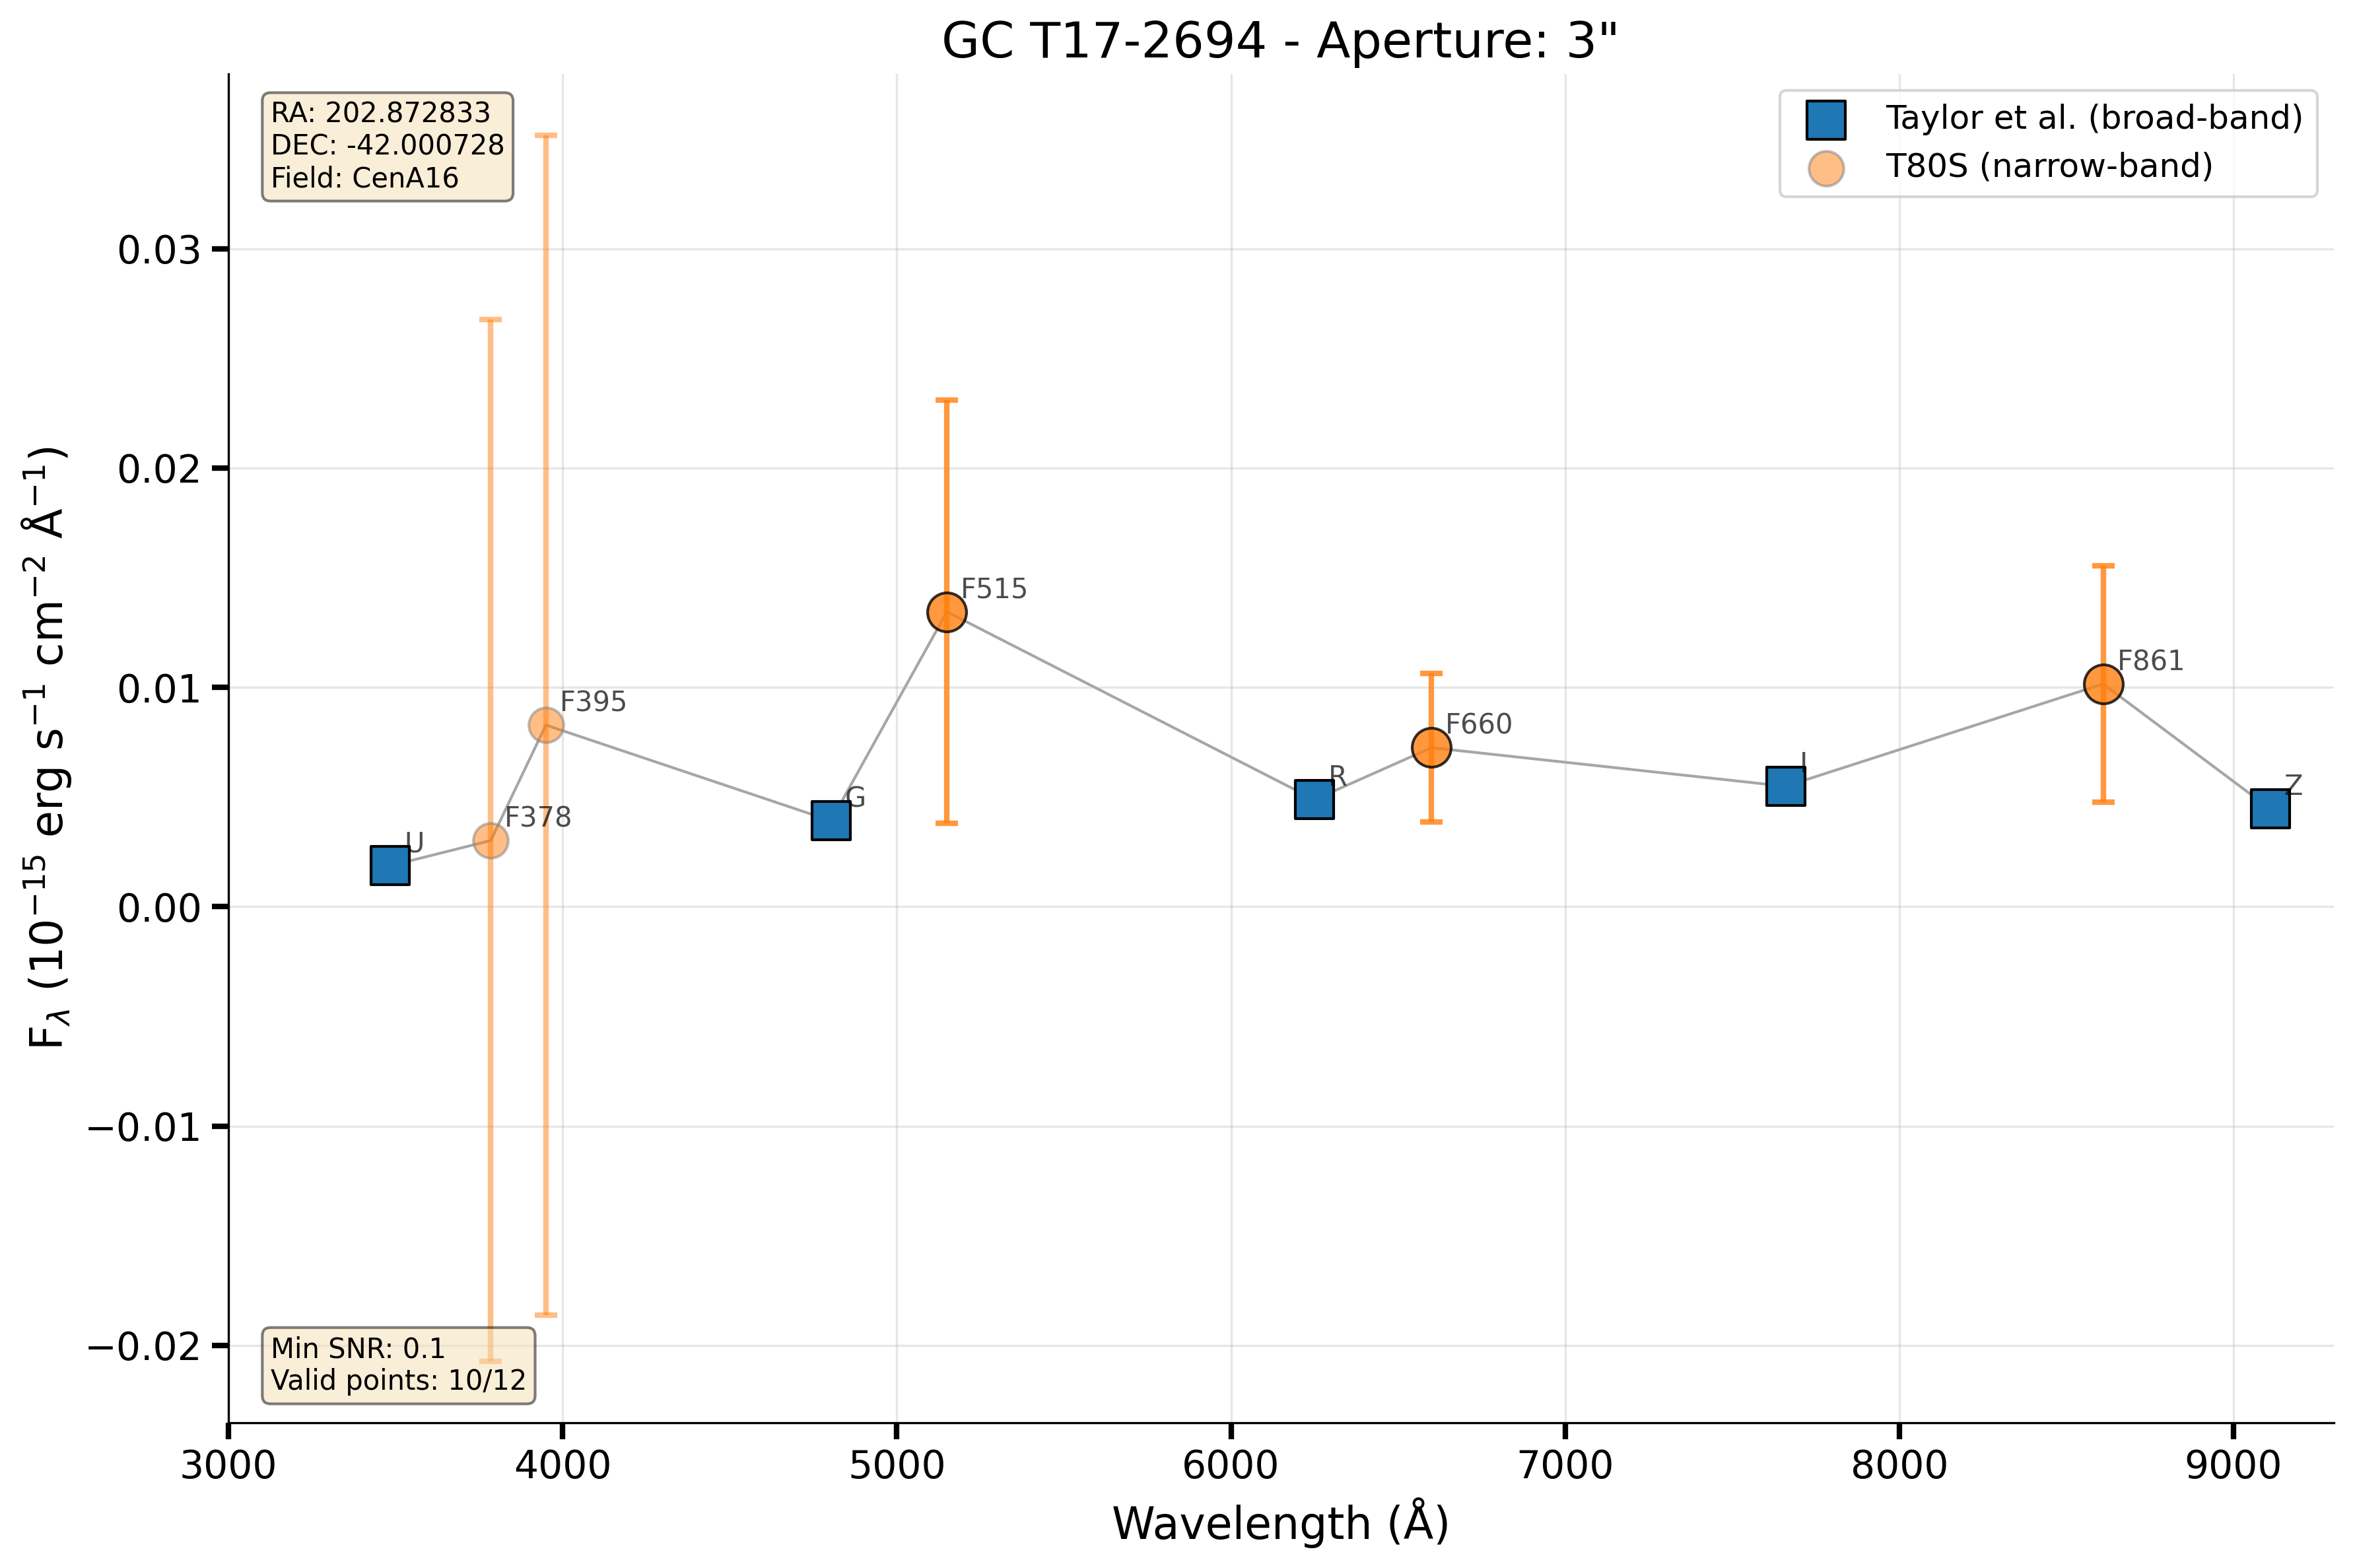 GC T17-2694 - Aperture: 3"
RA: 202.872833
DEC: -42.000728
Field: CenA16
Taylor et al. (broad-band)
T80S (narrow-band)
0.03
0.02
0.01
0.00
−0.01
−0.02
F_λ (10⁻¹⁵ erg s⁻¹ cm⁻² Å⁻¹)
U
F378
F395
G
F515
R
F660
I
F861
Z
Min SNR: 0.1
Valid points: 10/12
3000 4000 5000 6000 7000 8000 9000
Wavelength (Å)